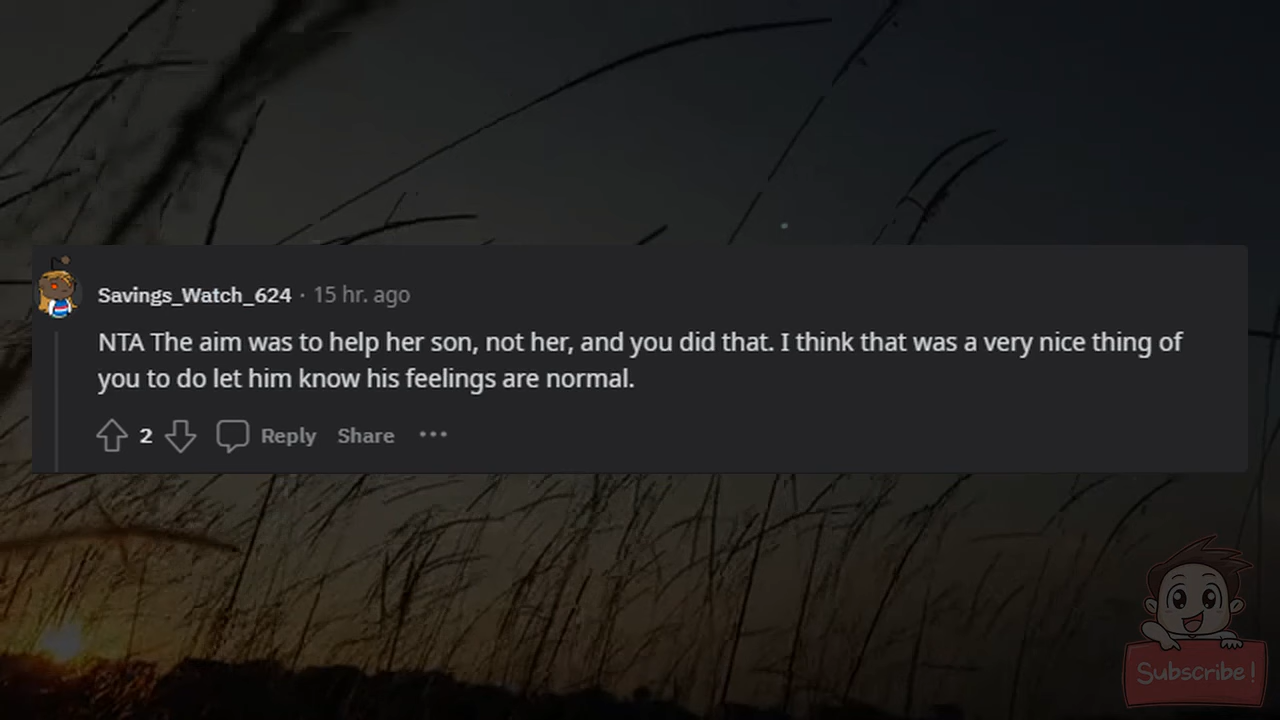 Savings_Watch_624 · 15 hr. ago
NTA The aim was to help her son, not her, and you did that. I think that was a very nice thing of
you to do let him know his feelings are normal.
2 Reply Share ...
Subscribe!